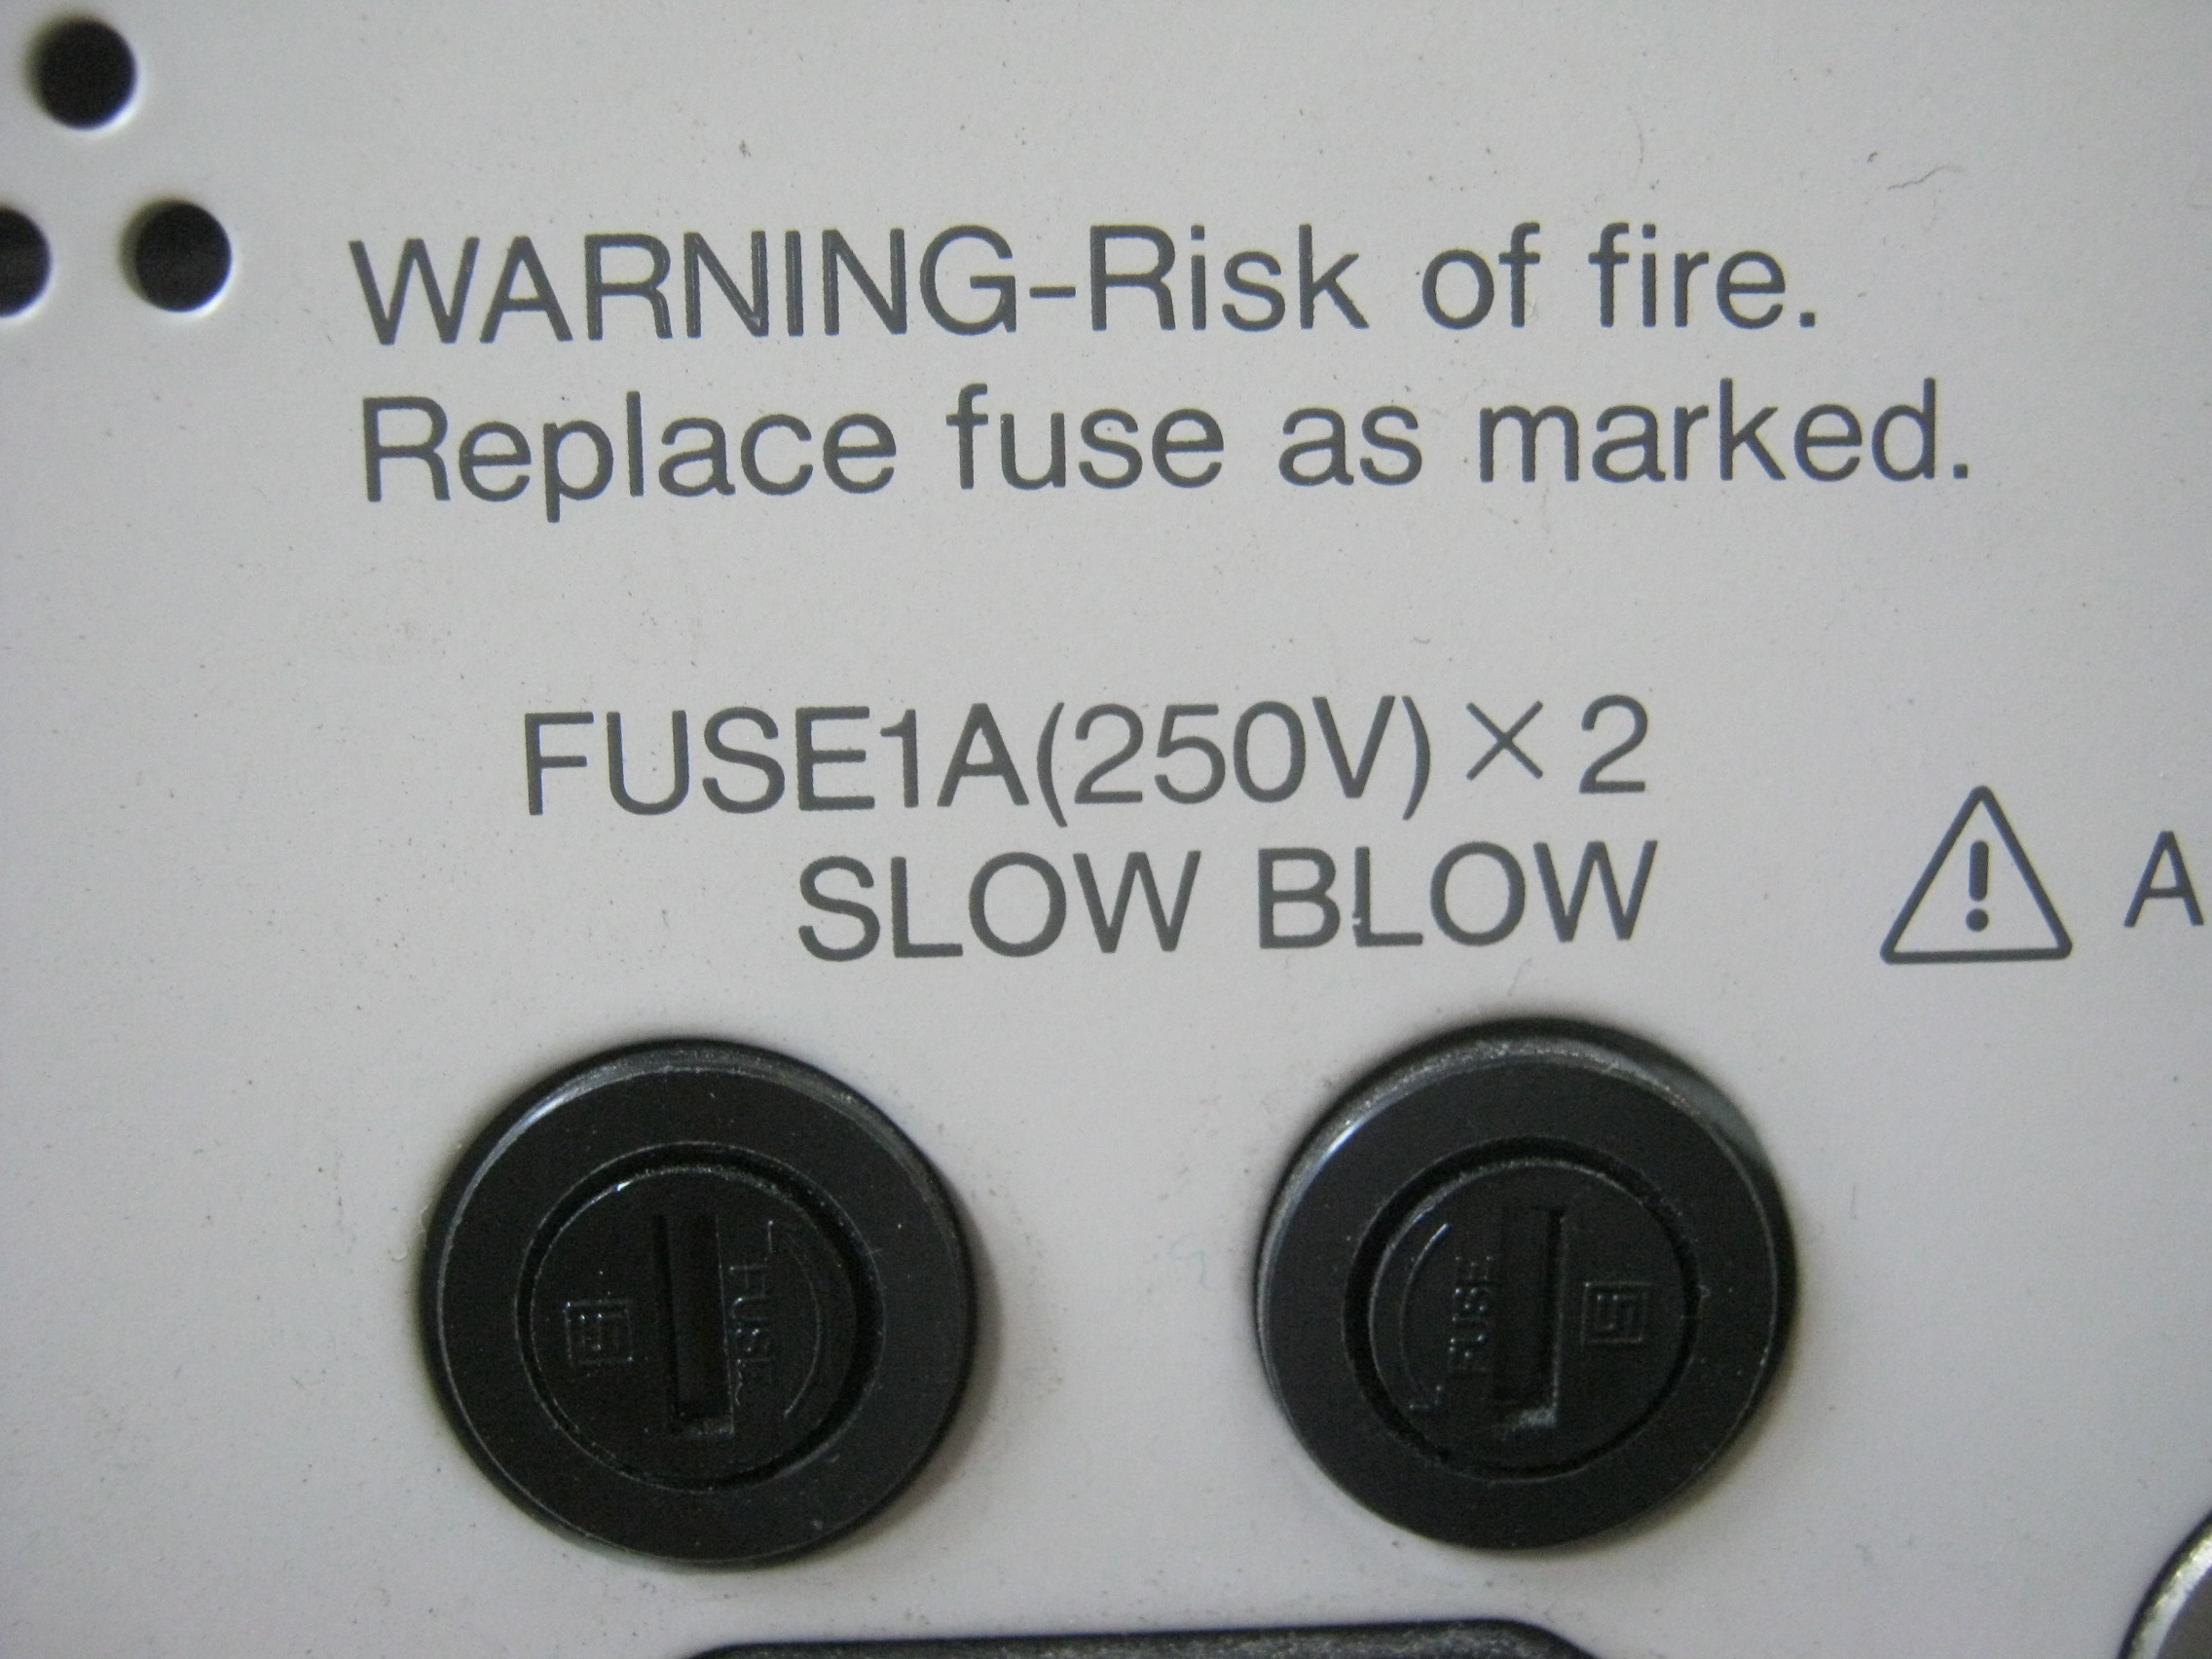 WARNING-Risk of fire.
Replace fuse as marked.
FUSE1A(250V)×2
SLOW BLOW
A
FUSE
FUSE